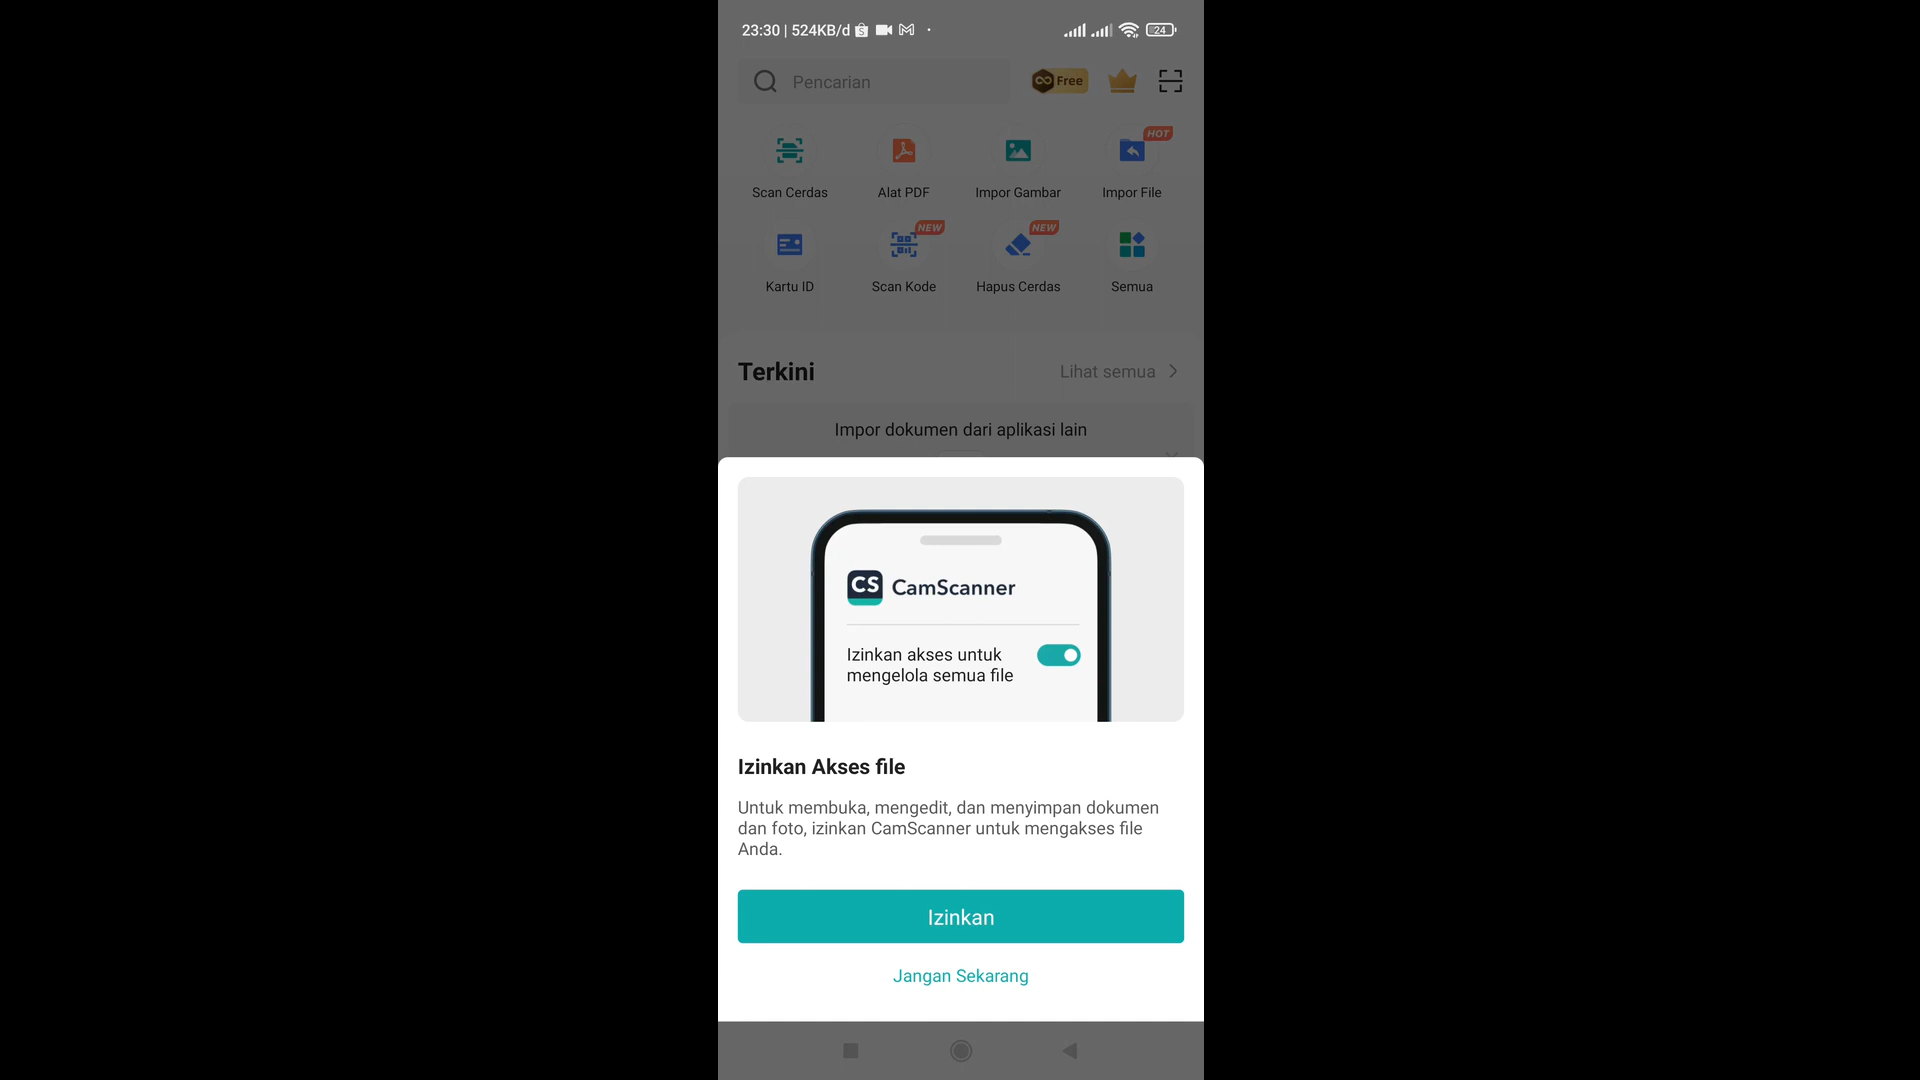 23:30 | 524KB/d
24
Pencarian
Free
HOT
Scan Cerdas
Alat PDF
Impor Gambar
Impor File
NEW
NEW
Kartu ID
Scan Kode
Hapus Cerdas
Semua
Terkini
Lihat semua
Impor dokumen dari aplikasi lain
CS CamScanner
Izinkan akses untuk
mengelola semua file
Izinkan Akses file
Untuk membuka, mengedit, dan menyimpan dokumen
dan foto, izinkan CamScanner untuk mengakses file
Anda.
Izinkan
Jangan Sekarang